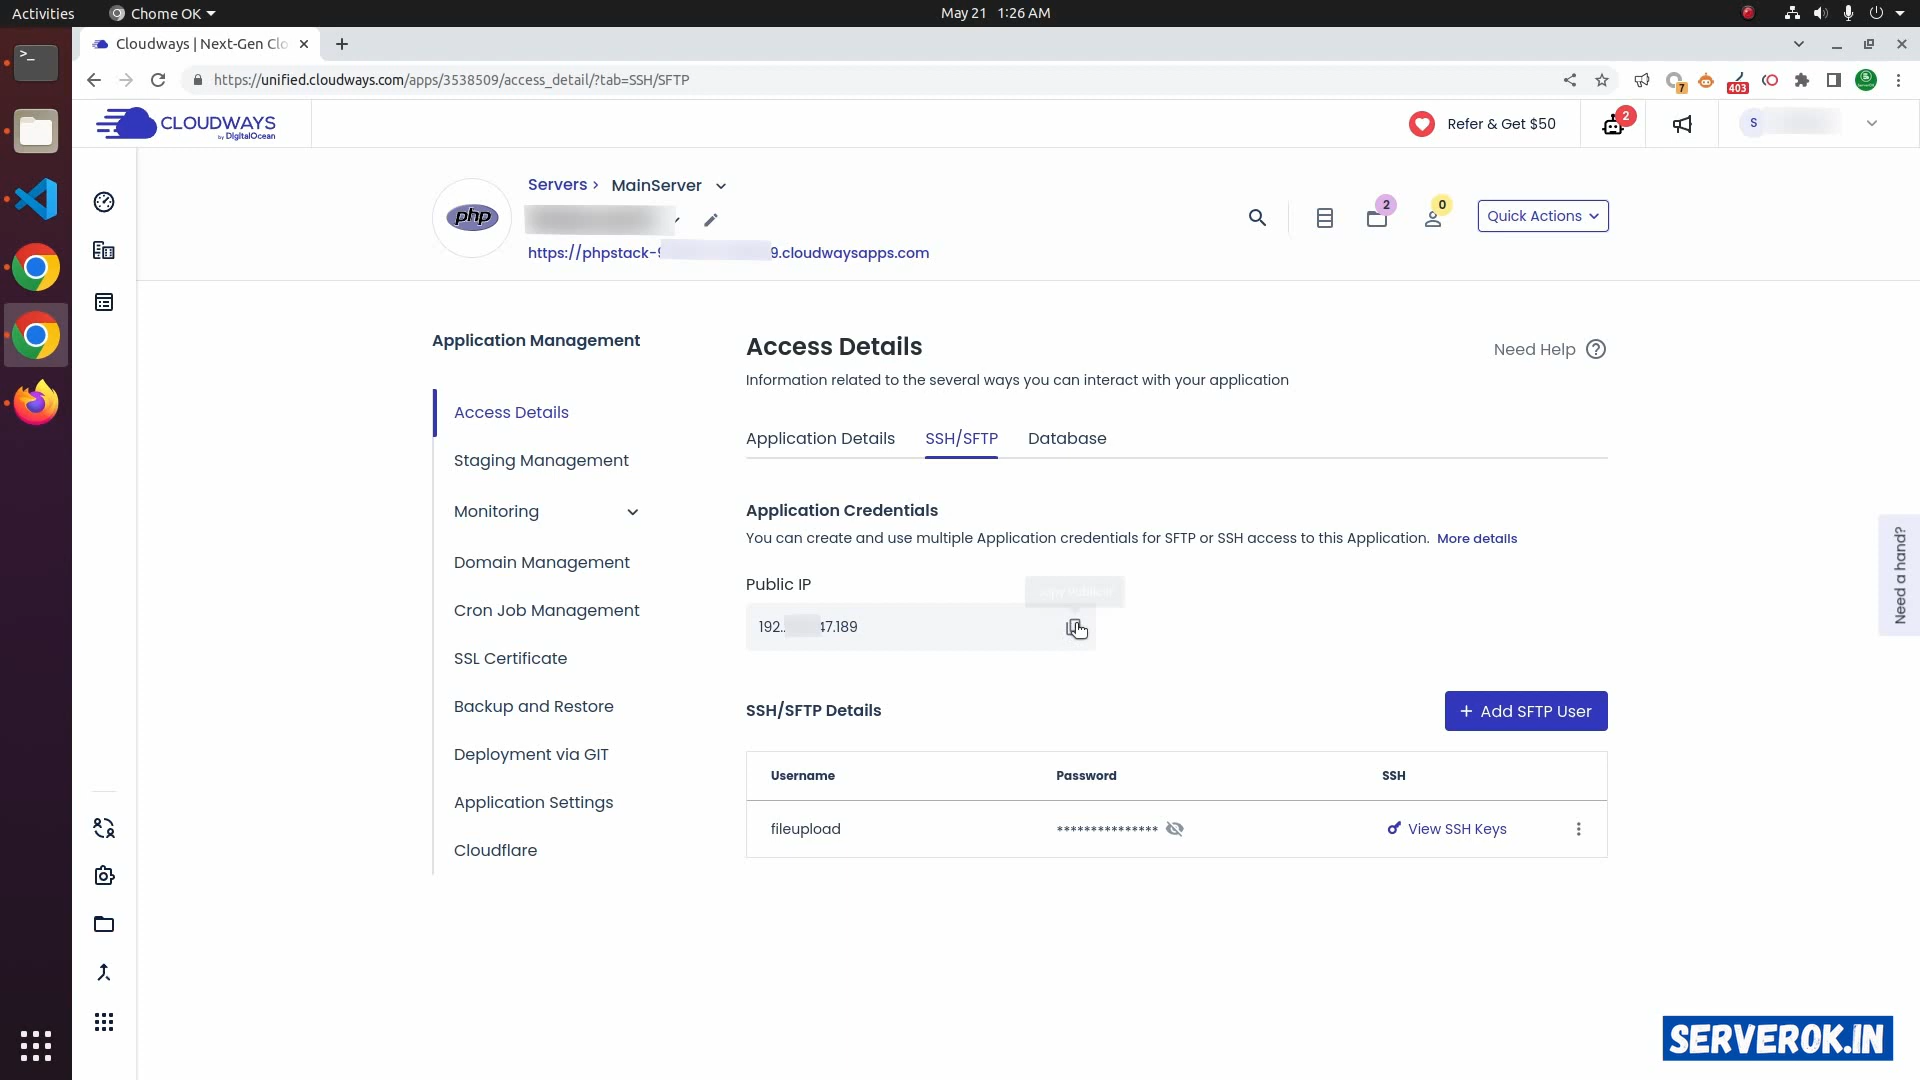 Activities
Chome OK
May 21 1:26 AM
Cloudways | Next-Gen Clo
https://unified.cloudways.com/apps/3538509/access_detail/?tab=SSH/SFTP
7
403
CLOUDWAYS
by DigitalOcean
Refer & Get $50
2
S
Servers > MainServer
php
2
0
Quick Actions
https://phpstack-9 9.cloudwaysapps.com
Application Management
Access Details
Staging Management
Monitoring
Domain Management
Cron Job Management
SSL Certificate
Backup and Restore
Deployment via GIT
Application Settings
Cloudflare
Access Details
Need Help
Information related to the several ways you can interact with your application
Application Details
SSH/SFTP
Database
Application Credentials
You can create and use multiple Application credentials for SFTP or SSH access to this Application. More details
Public IP
192. 47.189
SSH/SFTP Details
+ Add SFTP User
Username Password SSH
fileupload *************** View SSH Keys
Need a hand?
SERVEROK.IN